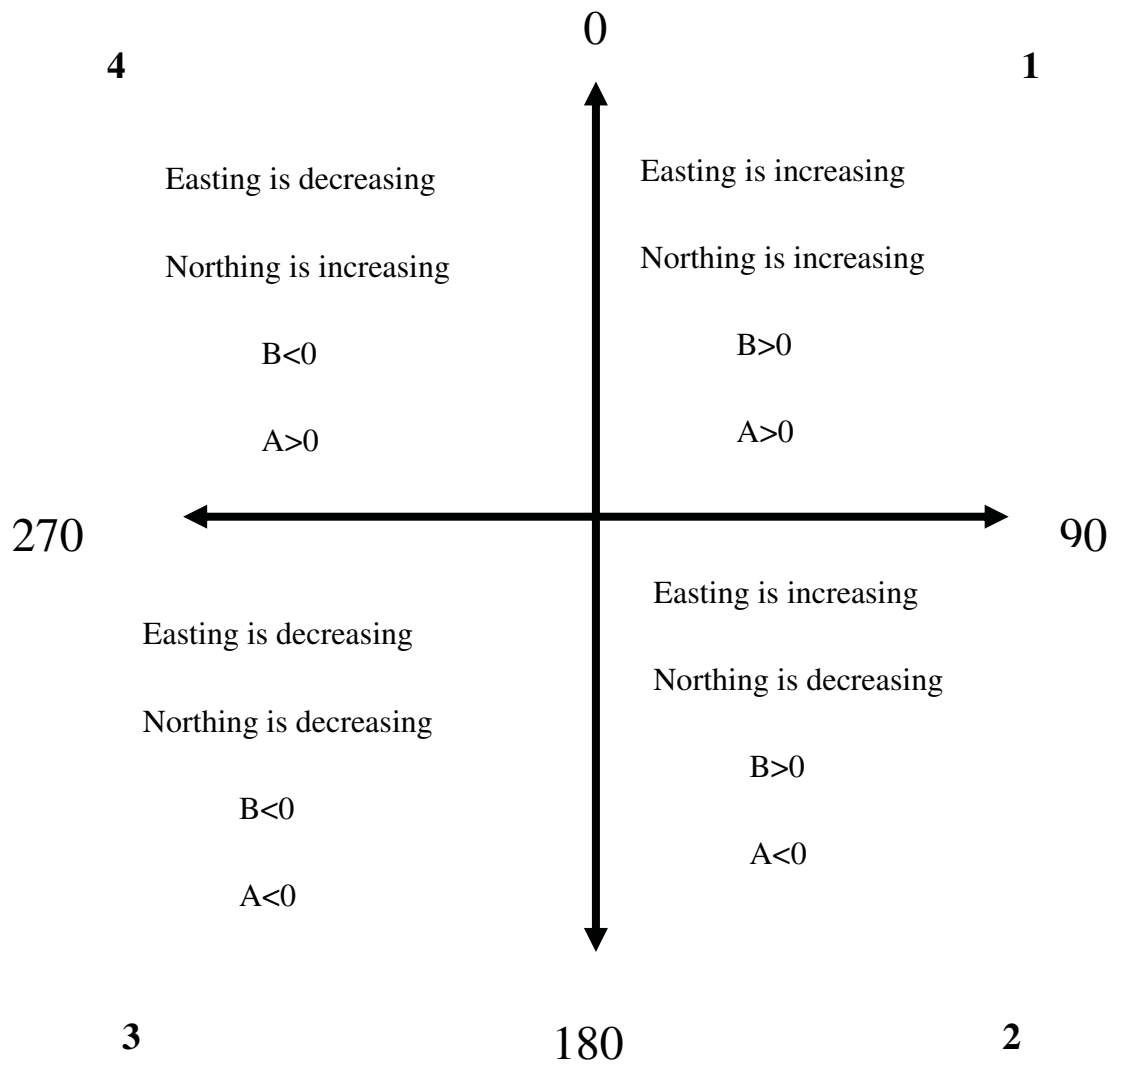 0
4
1
Easting is decreasing
Northing is increasing
B<0
A>0
Easting is increasing
Northing is increasing
B>0
A>0
270
90
Easting is decreasing
Northing is decreasing
B<0
A<0
Easting is increasing
Northing is decreasing
B>0
A<0
3
180
2